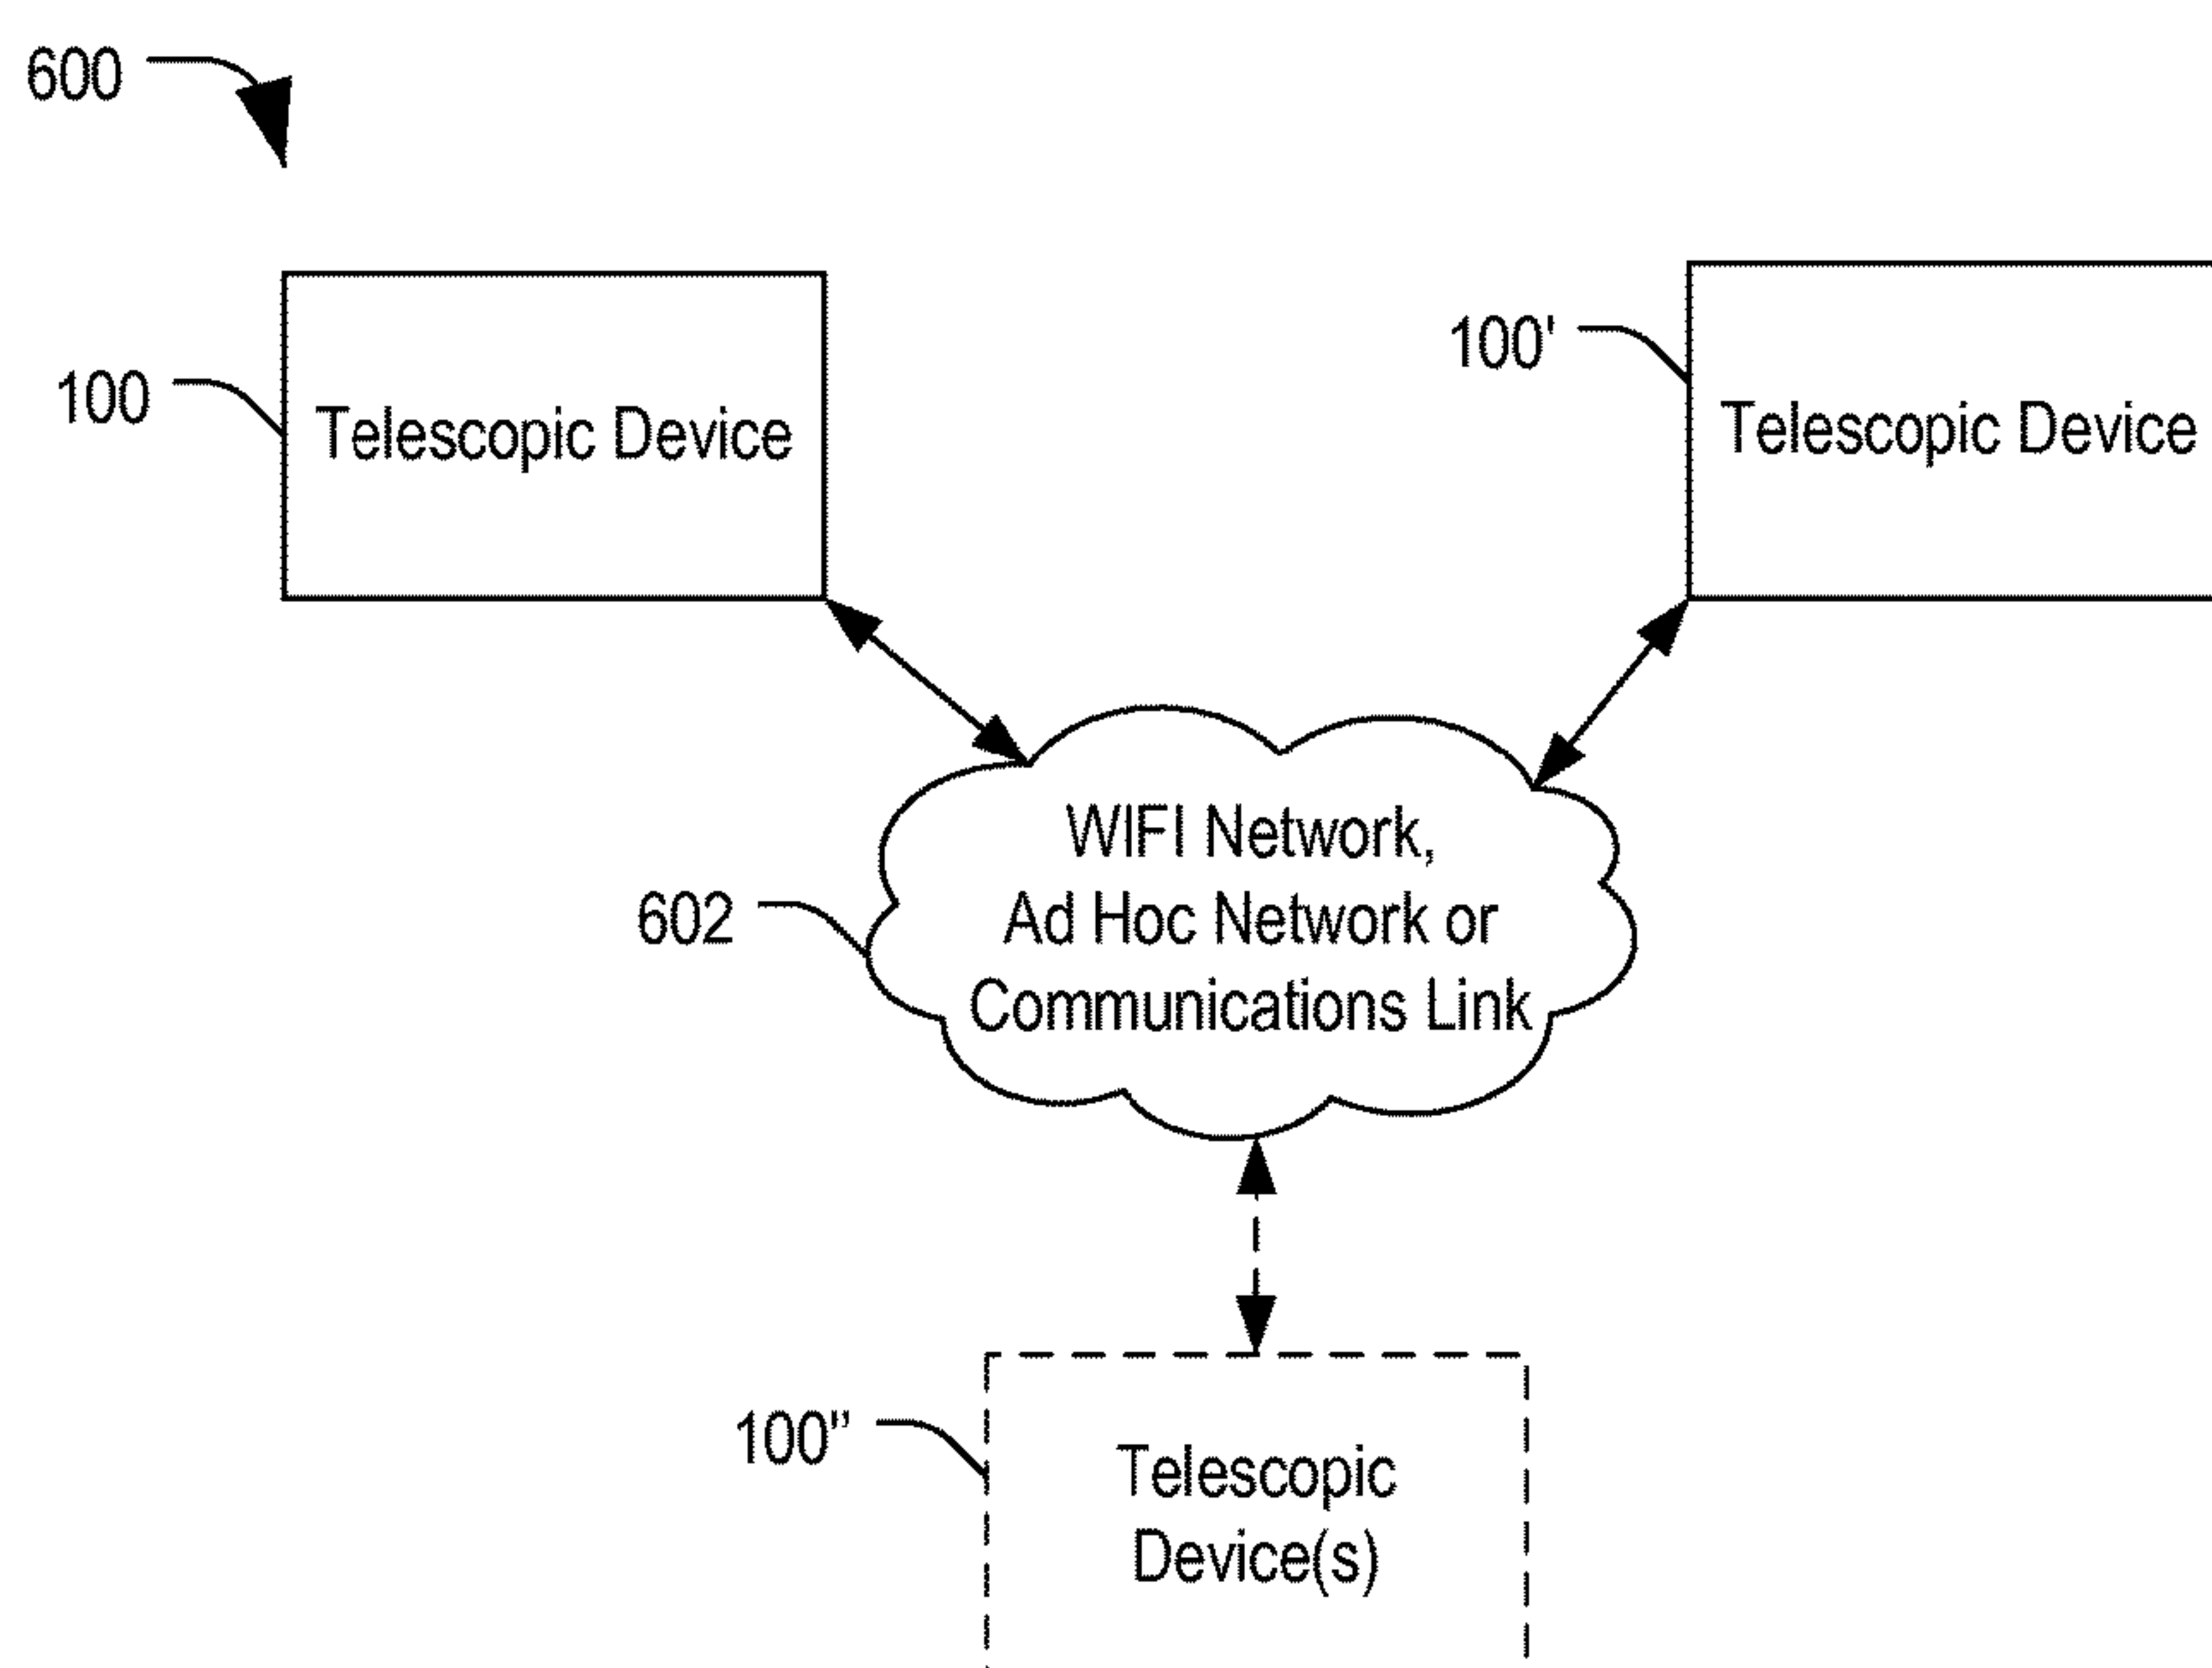 600
100
Telescopic Device
100'
Telescopic Device
602
WIFI Network,
Ad Hoc Network or
Communications Link
100"
Telescopic
Device(s)